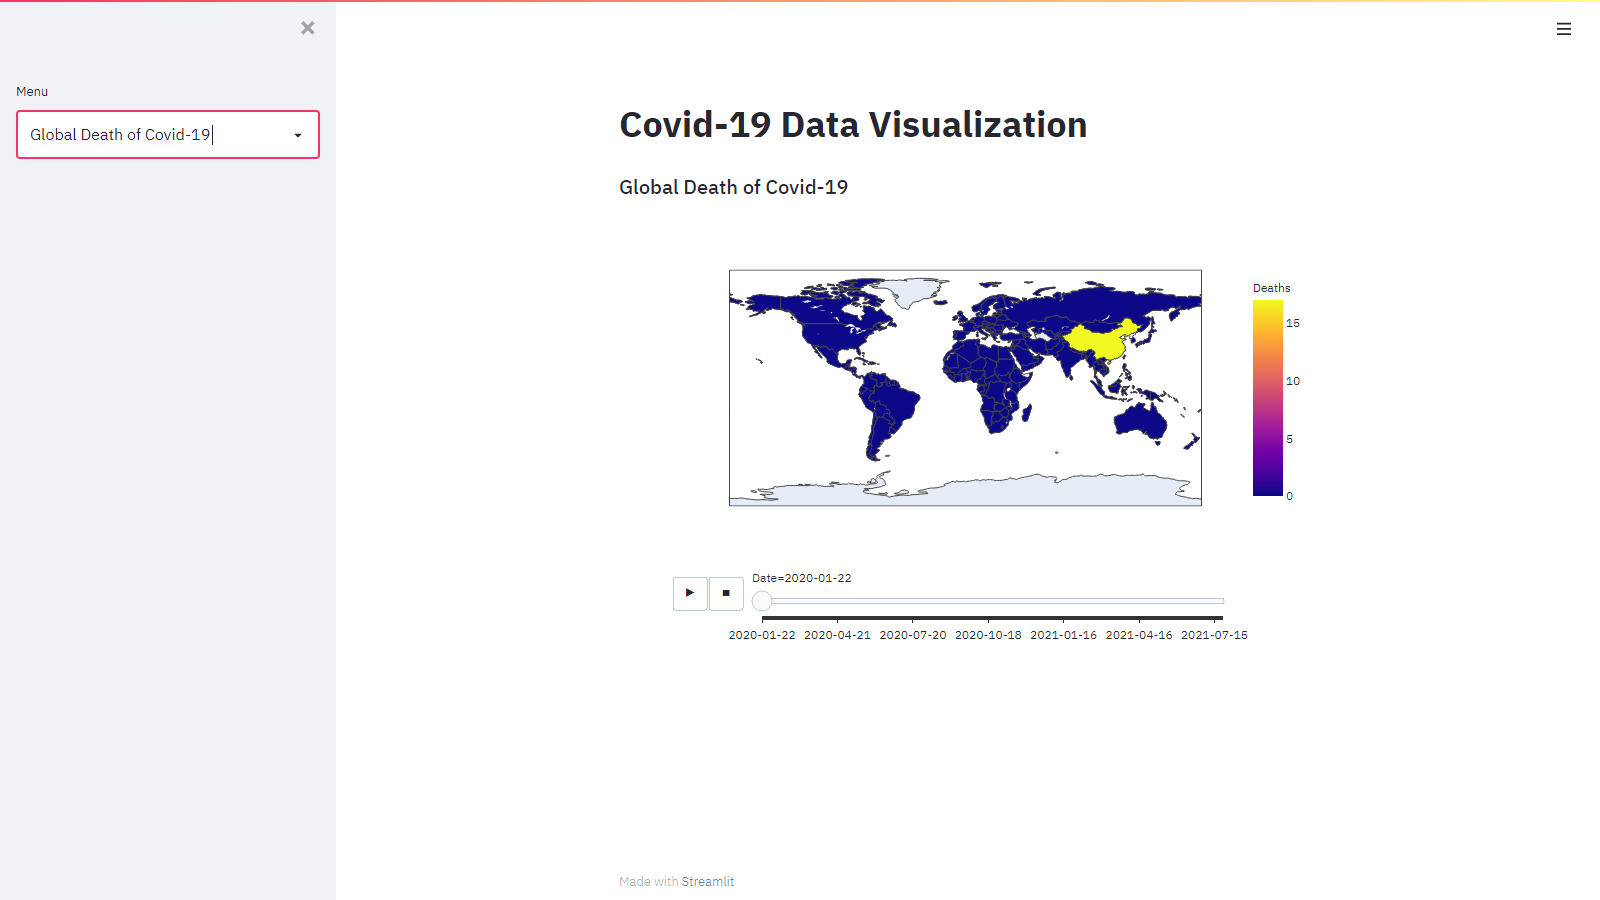 Menu
Global Death of Covid-19
Covid-19 Data Visualization
Global Death of Covid-19
Deaths
15
10
5
0
Date=2020-01-22
2020-01-22 2020-04-21 2020-07-20 2020-10-18 2021-01-16 2021-04-16 2021-07-15
Made with Streamlit